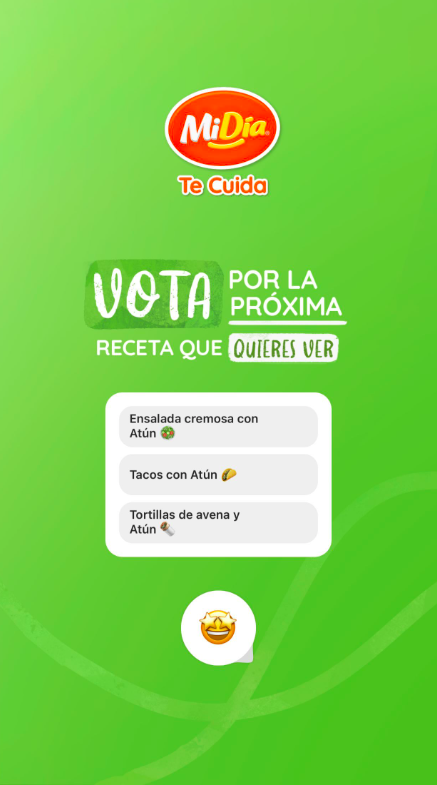 MiDía
Te Cuida
VOTA POR LA
PRÓXIMA
RECETA QUE QUIERES VER
Ensalada cremosa con
Atún 🥗
Tacos con Atún 🌮
Tortillas de avena y
Atún 🌯